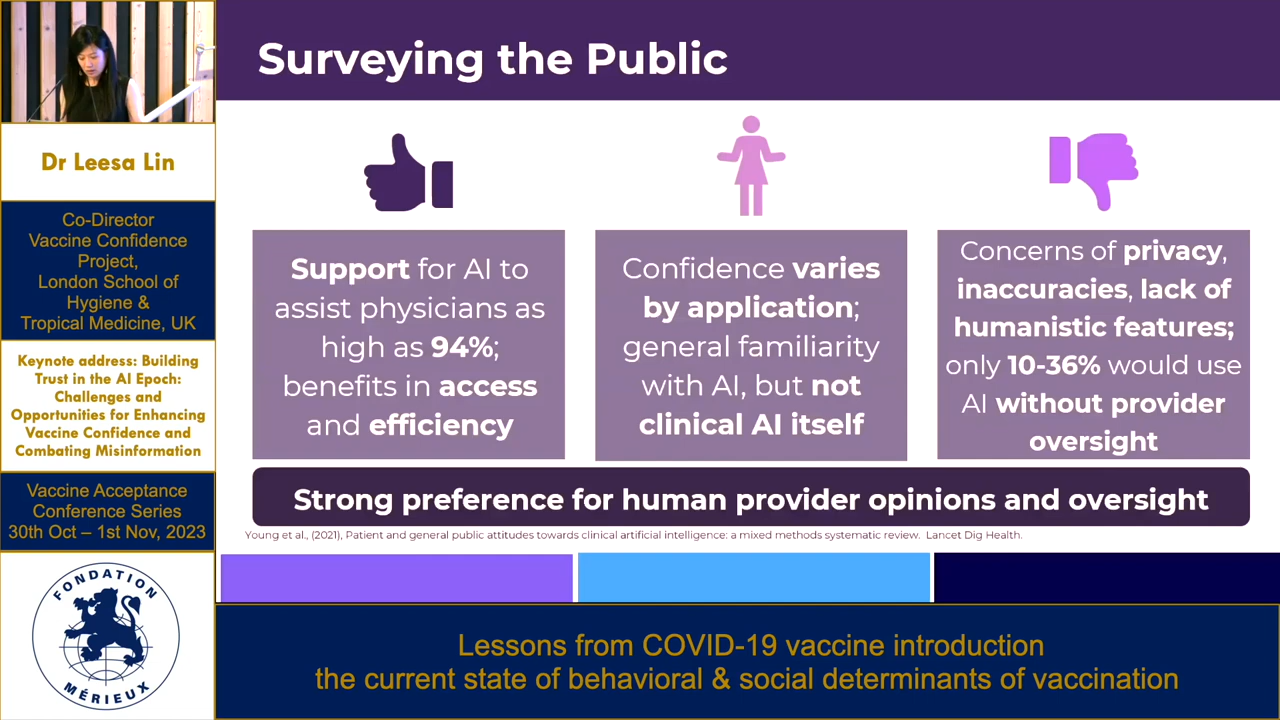 Surveying the Public
Dr Leesa Lin
Co-Director
Vaccine Confidence
Project,
London School of
Hygiene &
Tropical Medicine, UK
Keynote address: Building
Trust in the AI Epoch:
Challenges and
Opportunities for Enhancing
Vaccine Confidence and
Combating Misinformation
Vaccine Acceptance
Conference Series
30th Oct – 1st Nov, 2023
FONDATION
MÉRIEUX
Support for AI to
assist physicians as
high as 94%;
benefits in access
and efficiency
Confidence varies
by application;
general familiarity
with AI, but not
clinical AI itself
Concerns of privacy,
inaccuracies, lack of
humanistic features;
only 10-36% would use
AI without provider
oversight
Strong preference for human provider opinions and oversight
Young et al., (2021), Patient and general public attitudes towards clinical artificial intelligence: a mixed methods systematic review. Lancet Dig Health.
Lessons from COVID-19 vaccine introduction
the current state of behavioral & social determinants of vaccination